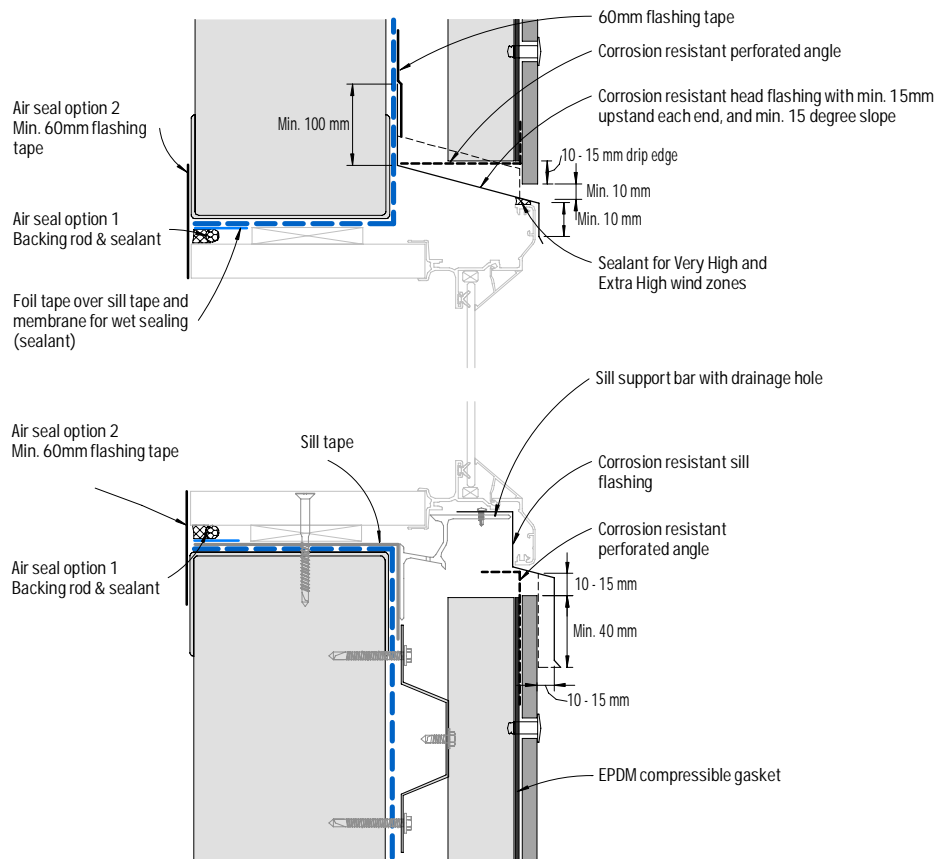 60mm flashing tape
Corrosion resistant perforated angle
Corrosion resistant head flashing with min. 15mm
upstand each end, and min. 15 degree slope
Air seal option 2
Min. 60mm flashing
tape
Min. 100 mm
10 - 15 mm drip edge
Min. 10 mm
Min. 10 mm
Air seal option 1
Backing rod & sealant
Sealant for Very High and
Extra High wind zones
Foil tape over sill tape and
membrane for wet sealing
(sealant)
Sill support bar with drainage hole
Air seal option 2
Min. 60mm flashing tape
Sill tape
Corrosion resistant sill
flashing
Corrosion resistant
perforated angle
Air seal option 1
Backing rod & sealant
10 - 15 mm
Min. 40 mm
10 - 15 mm
EPDM compressible gasket